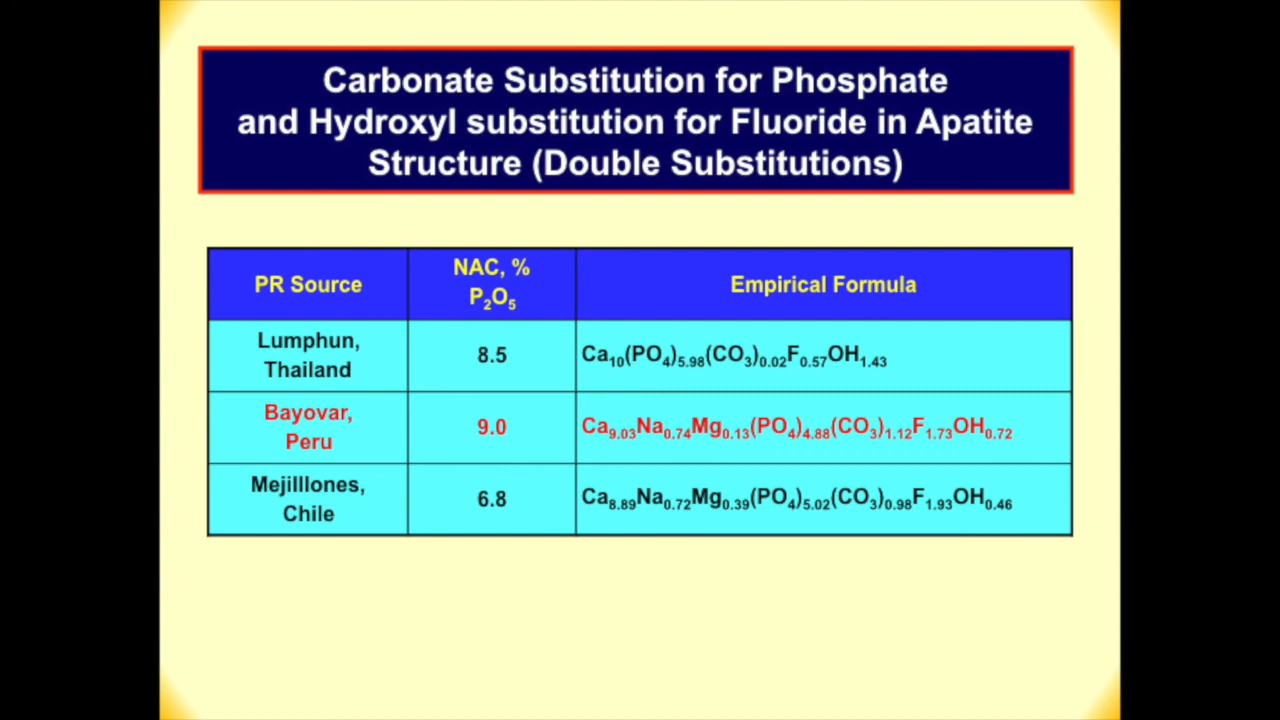 Carbonate Substitution for Phosphate
and Hydroxyl substitution for Fluoride in Apatite
Structure (Double Substitutions)
PR Source
NAC, %
P₂O₅
Empirical Formula
Lumphun,
Thailand
8.5
Ca₁₀(PO₄)₅.₉₈(CO₃)₀.₀₂F₀.₅₇OH₁.₄₃
Bayovar,
Peru
9.0
Ca₉.₀₃Na₀.₇₄Mg₀.₁₃(PO₄)₄.₈₈(CO₃)₁.₁₂F₁.₇₃OH₀.₇₂
Mejilllones,
Chile
6.8
Ca₈.₈₉Na₀.₇₂Mg₀.₃₉(PO₄)₅.₀₂(CO₃)₀.₉₈F₁.₉₃OH₀.₄₆